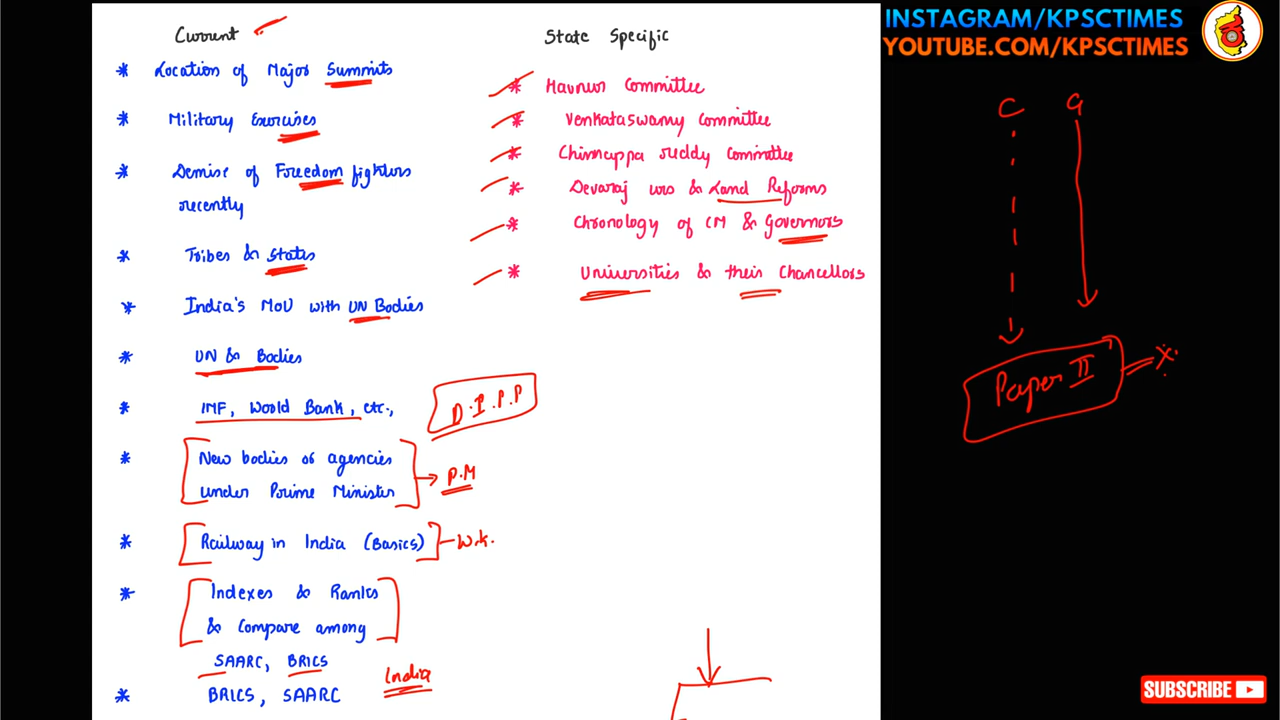 Current
* Location of Major Summits
* Military Exercises
* Demise of Freedom fighters
recently
* Tribes & States
* India's MoU with UN Bodies
* UN & Bodies
* IMF, World Bank, etc.,
D.I.P.P
* New bodies or agencies
under Prime Minister
P.M
* Railway in India (Basics)
W.K.
* Indexes & Ranks
& Compare among
SAARC, BRICS
India
* BRICS, SAARC
State Specific
* Havnur Committee
* Venkataswamy Committee
* Chinnappa reddy Committee
* Devaraj urs & Land Reforms
* Chronology of CM & Governors
* Universities & their Chancellors
INSTAGRAM/KPSCTIMES
YOUTUBE.COM/KPSCTIMES
C G
Paper II
SUBSCRIBE